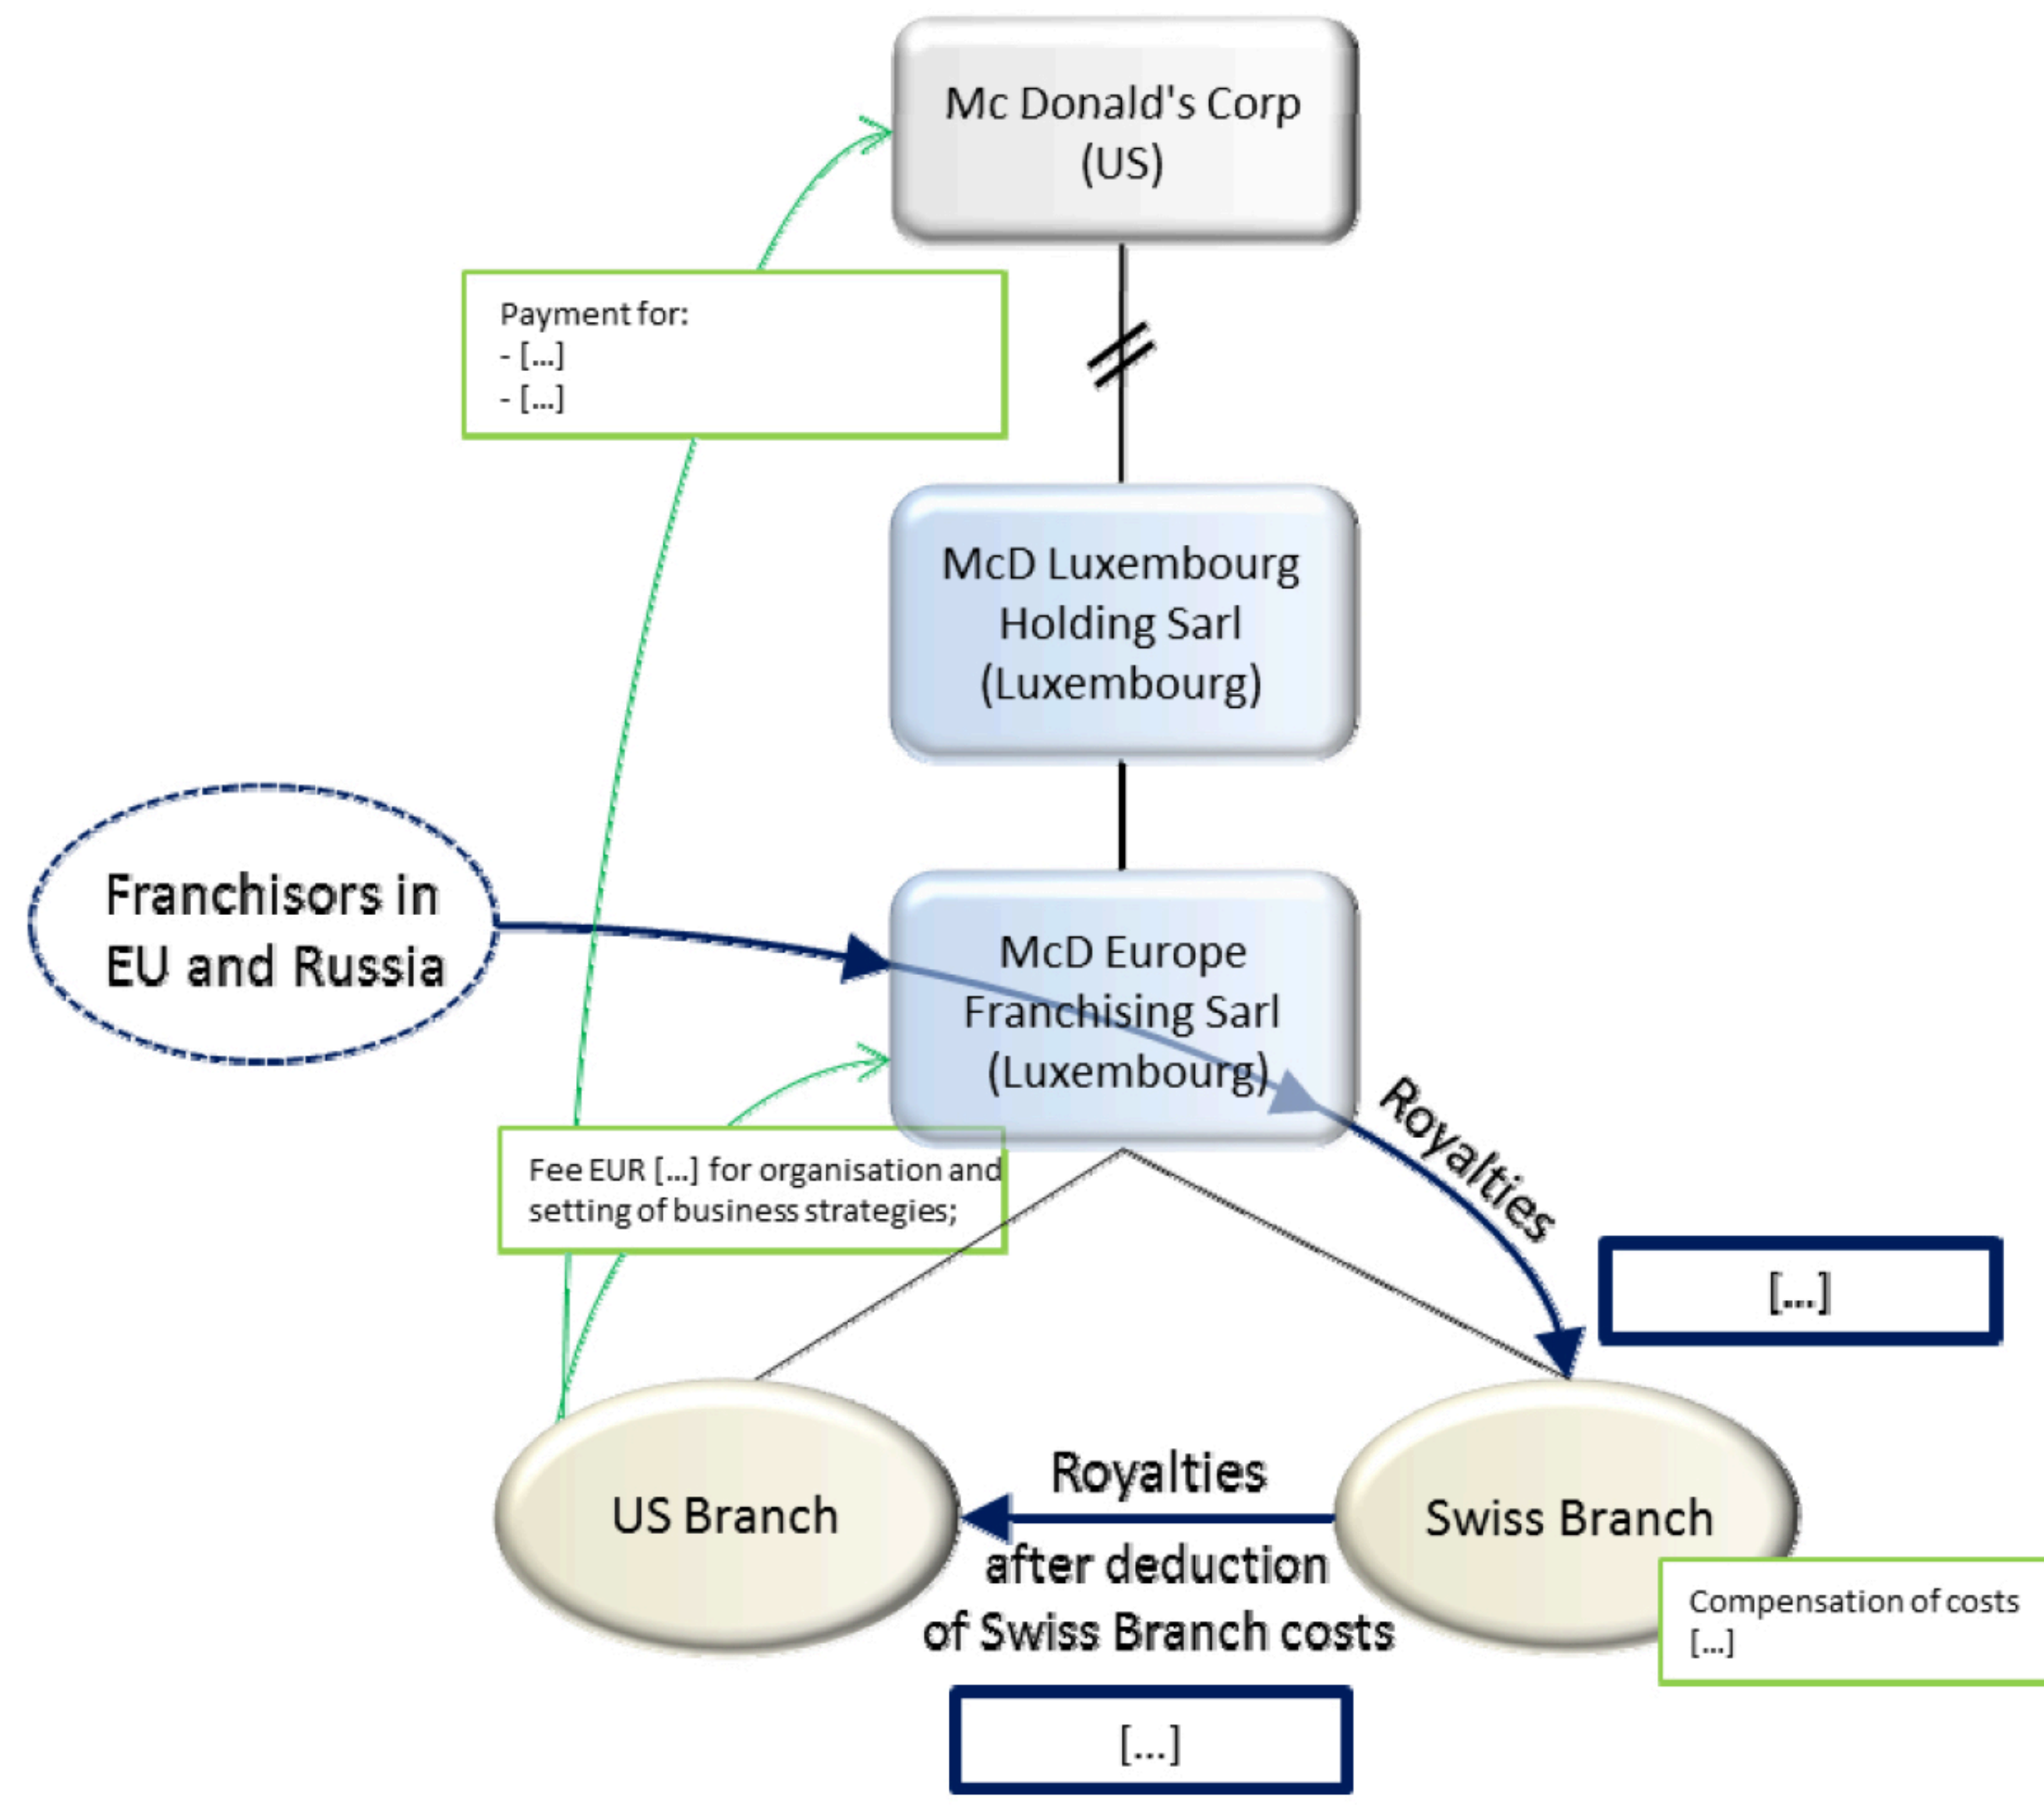 Mc Donald's Corp
(US)
Payment for:
- [...]
- [...]
McD Luxembourg
Holding Sarl
(Luxembourg)
Franchisors in
EU and Russia
McD Europe
Franchising Sarl
(Luxembourg)
Royalties
Fee EUR [...] for organisation and
setting of business strategies;
[...]
US Branch
Royalties
after deduction
of Swiss Branch costs
Swiss Branch
Compensation of costs
[...]
[...]